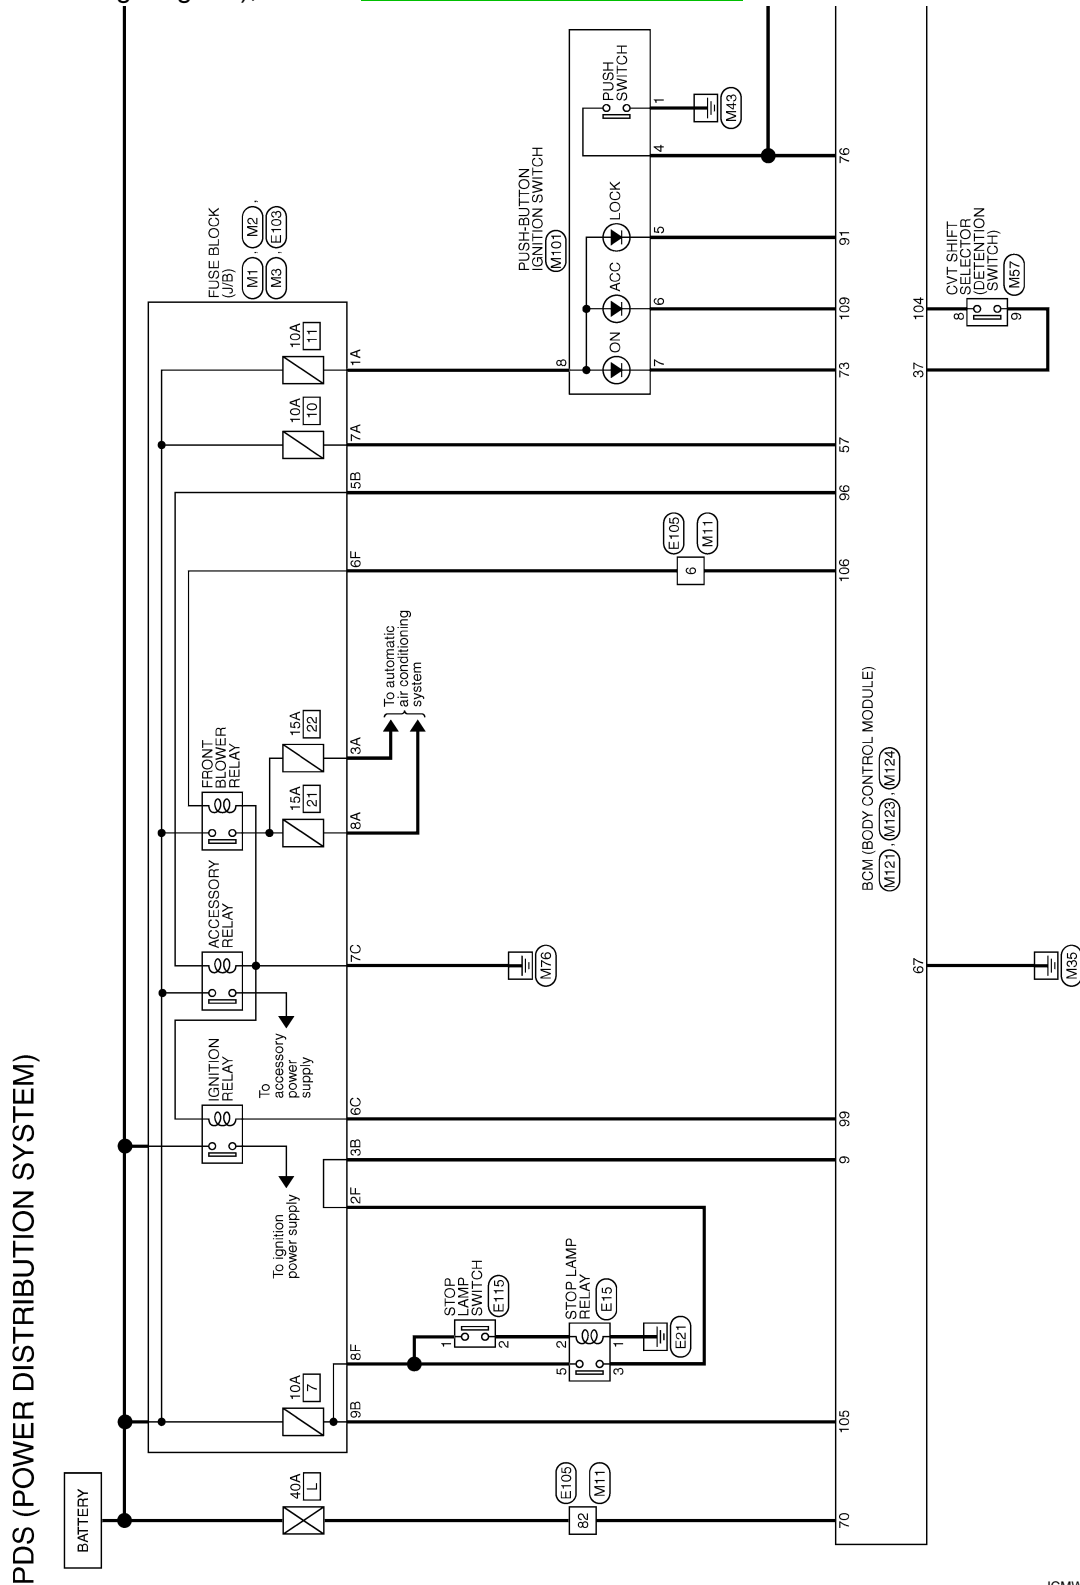 PDS (POWER DISTRIBUTION SYSTEM)
BATTERY
40A
L
E105
M11
82
70
10A
7
9B
105
8F
STOP
LAMP
SWITCH
E115
1
2
STOP LAMP
RELAY
E15
5
2
3
1
E21
2F
3B
9
6C
99
To ignition
power supply
IGNITION
RELAY
To
accessory
power
supply
ACCESSORY
RELAY
7C
M76
67
M35
FRONT
BLOWER
RELAY
15A
21
8A
15A
22
3A
To automatic
air conditioning
system
BCM (BODY CONTROL MODULE)
M121 , M123 , M124
6F
E105
M11
6
106
5B
96
10A
10
7A
57
10A
11
1A
FUSE BLOCK
(J/B)
M1 , M2 ,
M3 , E103
PUSH-BUTTON
IGNITION SWITCH
M101
8
ON
ACC
LOCK
PUSH
SWITCH
7
6
5
4
1
M43
73
109
91
76
37
104
CVT SHIFT
SELECTOR
(DETENTION
SWITCH)
M57
8
9